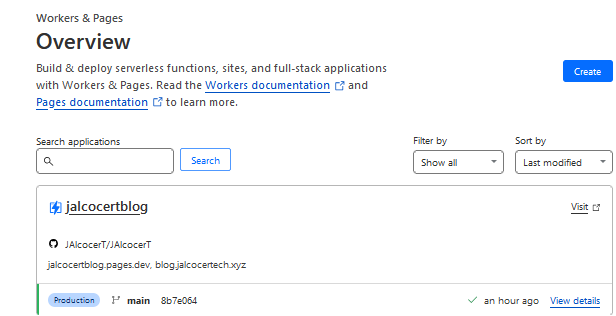 Workers & Pages
Overview
Build & deploy serverless functions, sites, and full-stack applications
with Workers & Pages. Read the Workers documentation and
Pages documentation to learn more.
Create
Search applications
Search
Filter by
Show all
Sort by
Last modified
jalcocertblog
Visit
JAlcocerT/JAlcocerT
jalcocertblog.pages.dev, blog.jalcocertech.xyz
Production main 8b7e064 an hour ago View details